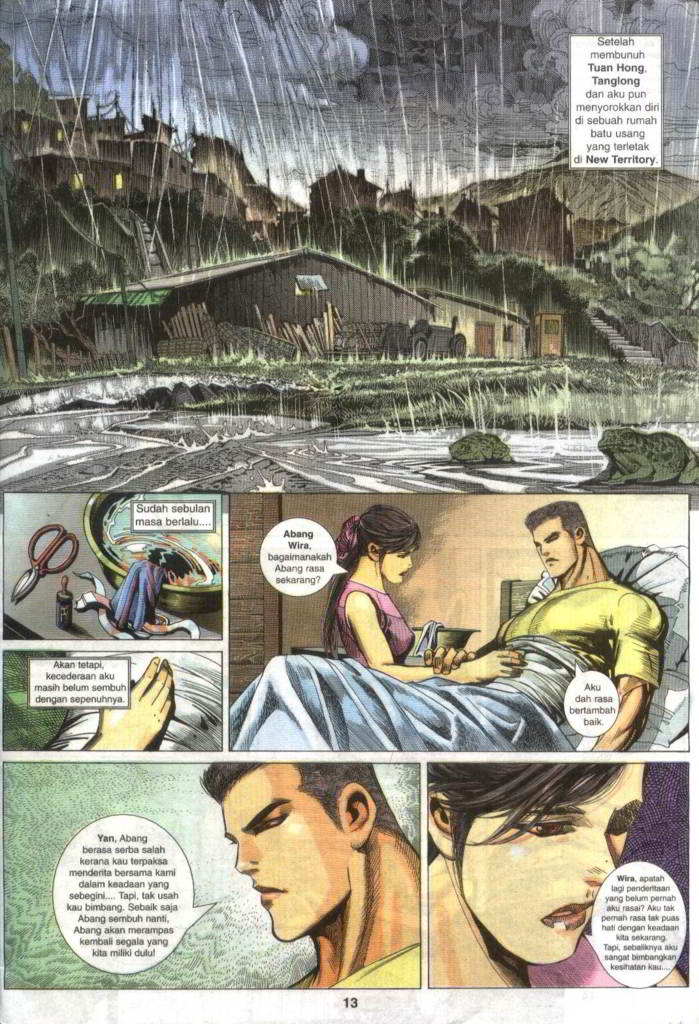 Setelah
membunuh
Tuan Hong,
Tanglong
dan aku pun
menyorokkan diri
di sebuah rumah
batu usang
yang terletak
di New Territory.
Sudah sebulan
masa berlalu....
Abang
Wira,
bagaimanakah
Abang rasa
sekarang?
Akan tetapi,
kecederaan aku
masih belum sembuh
dengan sepenuhnya.
Aku
dah rasa
bertambah
baik.
Yan, Abang
berasa serba salah
kerana kau terpaksa
menderita bersama kami
dalam keadaan yang
sebegini.... Tapi, tak usah
kau bimbang. Sebaik saja
Abang sembuh nanti,
Abang akan merampas
kembali segala yang
kita miliki dulu!
Wira, apatah
lagi penderitaan
yang belum pernah
aku rasai? Aku tak
pernah rasa tak puas
hati dengan keadaan
kita sekarang.
Tapi, sebaliknya aku
sangat bimbangkan
kesihatan kau....
13